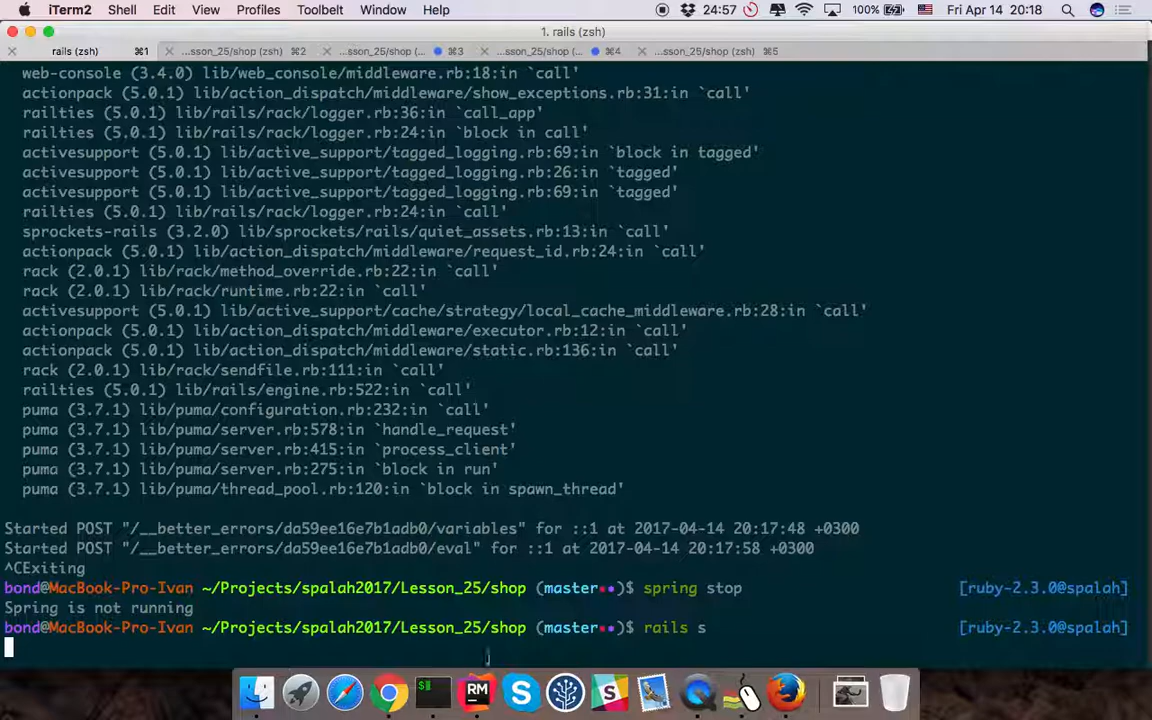 iTerm2 Shell Edit View Profiles Toolbelt Window Help 24:57 100% Fri Apr 14 20:18
1. rails (zsh)
rails (zsh) ⌘1 ...sson_25/shop (zsh) ⌘2 ...sson_25/shop (... ⌘3 ...sson_25/shop (... ⌘4 ...sson_25/shop (zsh) ⌘5
web-console (3.4.0) lib/web_console/middleware.rb:18:in `call'
actionpack (5.0.1) lib/action_dispatch/middleware/show_exceptions.rb:31:in `call'
railties (5.0.1) lib/rails/rack/logger.rb:36:in `call_app'
railties (5.0.1) lib/rails/rack/logger.rb:24:in `block in call'
activesupport (5.0.1) lib/active_support/tagged_logging.rb:69:in `block in tagged'
activesupport (5.0.1) lib/active_support/tagged_logging.rb:26:in `tagged'
activesupport (5.0.1) lib/active_support/tagged_logging.rb:69:in `tagged'
railties (5.0.1) lib/rails/rack/logger.rb:24:in `call'
sprockets-rails (3.2.0) lib/sprockets/rails/quiet_assets.rb:13:in `call'
actionpack (5.0.1) lib/action_dispatch/middleware/request_id.rb:24:in `call'
rack (2.0.1) lib/rack/method_override.rb:22:in `call'
rack (2.0.1) lib/rack/runtime.rb:22:in `call'
activesupport (5.0.1) lib/active_support/cache/strategy/local_cache_middleware.rb:28:in `call'
actionpack (5.0.1) lib/action_dispatch/middleware/executor.rb:12:in `call'
actionpack (5.0.1) lib/action_dispatch/middleware/static.rb:136:in `call'
rack (2.0.1) lib/rack/sendfile.rb:111:in `call'
railties (5.0.1) lib/rails/engine.rb:522:in `call'
puma (3.7.1) lib/puma/configuration.rb:232:in `call'
puma (3.7.1) lib/puma/server.rb:578:in `handle_request'
puma (3.7.1) lib/puma/server.rb:415:in `process_client'
puma (3.7.1) lib/puma/server.rb:275:in `block in run'
puma (3.7.1) lib/puma/thread_pool.rb:120:in `block in spawn_thread'
Started POST "/__better_errors/da59ee16e7b1adb0/variables" for ::1 at 2017-04-14 20:17:48 +0300
Started POST "/__better_errors/da59ee16e7b1adb0/eval" for ::1 at 2017-04-14 20:17:58 +0300
^CExiting
bond@MacBook-Pro-Ivan ~/Projects/spalah2017/Lesson_25/shop (master••)$ spring stop [ruby-2.3.0@spalah]
Spring is not running
bond@MacBook-Pro-Ivan ~/Projects/spalah2017/Lesson_25/shop (master••)$ rails s [ruby-2.3.0@spalah]